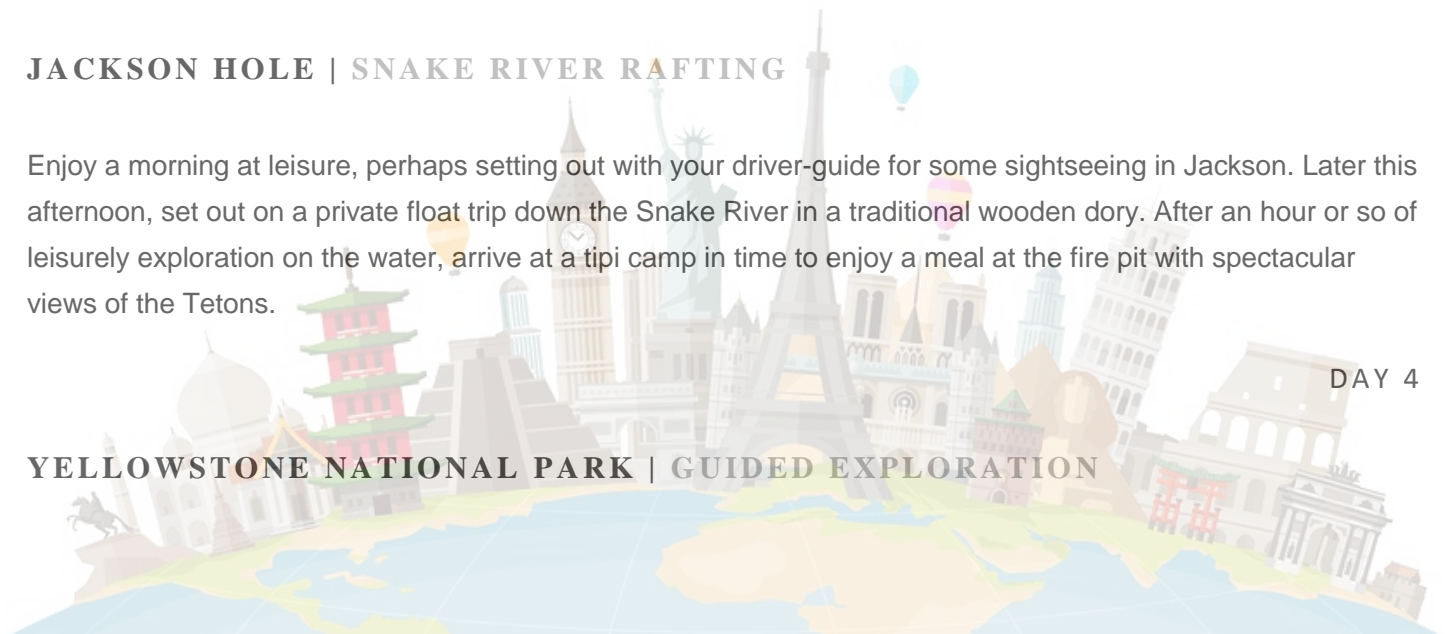 JACKSON HOLE | SNAKE RIVER RAFTING
Enjoy a morning at leisure, perhaps setting out with your driver-guide for some sightseeing in Jackson. Later this
afternoon, set out on a private float trip down the Snake River in a traditional wooden dory. After an hour or so of
leisurely exploration on the water, arrive at a tipi camp in time to enjoy a meal at the fire pit with spectacular
views of the Tetons.
DAY 4
YELLOWSTONE NATIONAL PARK | GUIDED EXPLORATION